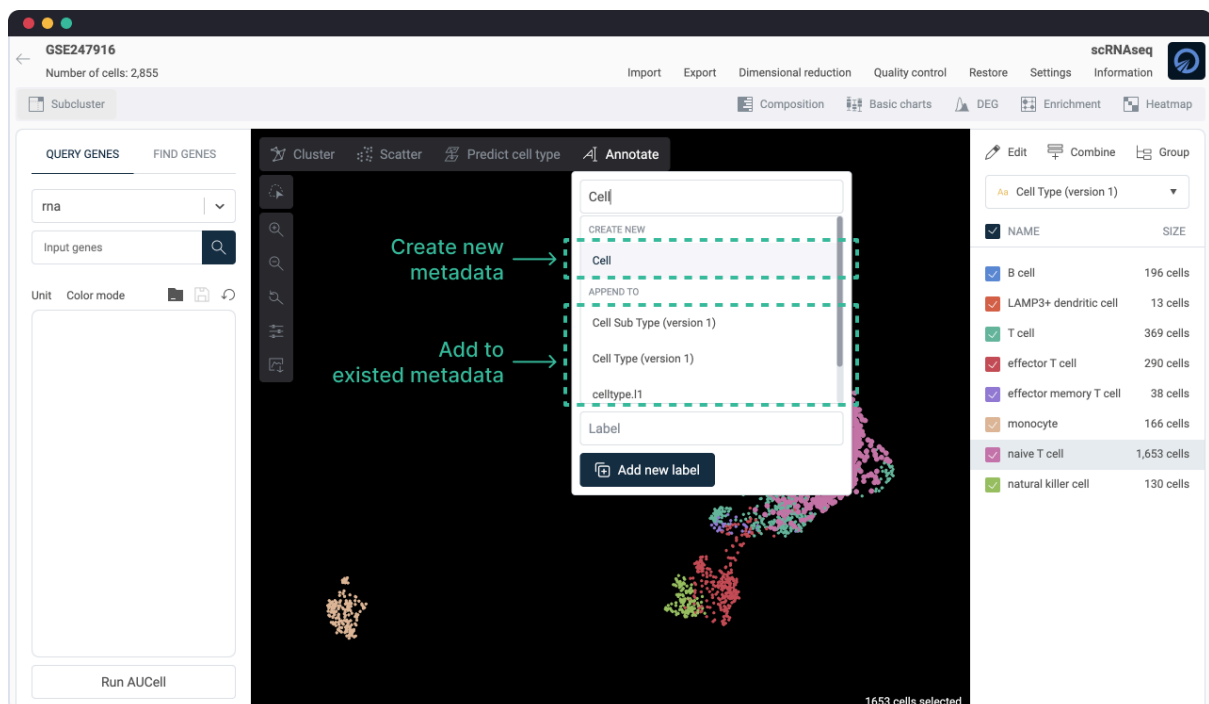 GSE247916
Number of cells: 2,855
scRNAseq
Import Export Dimensional reduction Quality control Restore Settings Information
Subcluster
Composition Basic charts DEG Enrichment Heatmap
QUERY GENES FIND GENES
rna
Input genes
Unit Color mode
Run AUCell
Cluster Scatter Predict cell type Annotate
Cell
CREATE NEW
Cell
APPEND TO
Cell Sub Type (version 1)
Cell Type (version 1)
celltype.l1
Label
Add new label
Create new
metadata
Add to
existed metadata
1653 cells selected
Edit Combine Group
Aa Cell Type (version 1)
NAME SIZE
B cell 196 cells
LAMP3+ dendritic cell 13 cells
T cell 369 cells
effector T cell 290 cells
effector memory T cell 38 cells
monocyte 166 cells
naive T cell 1,653 cells
natural killer cell 130 cells